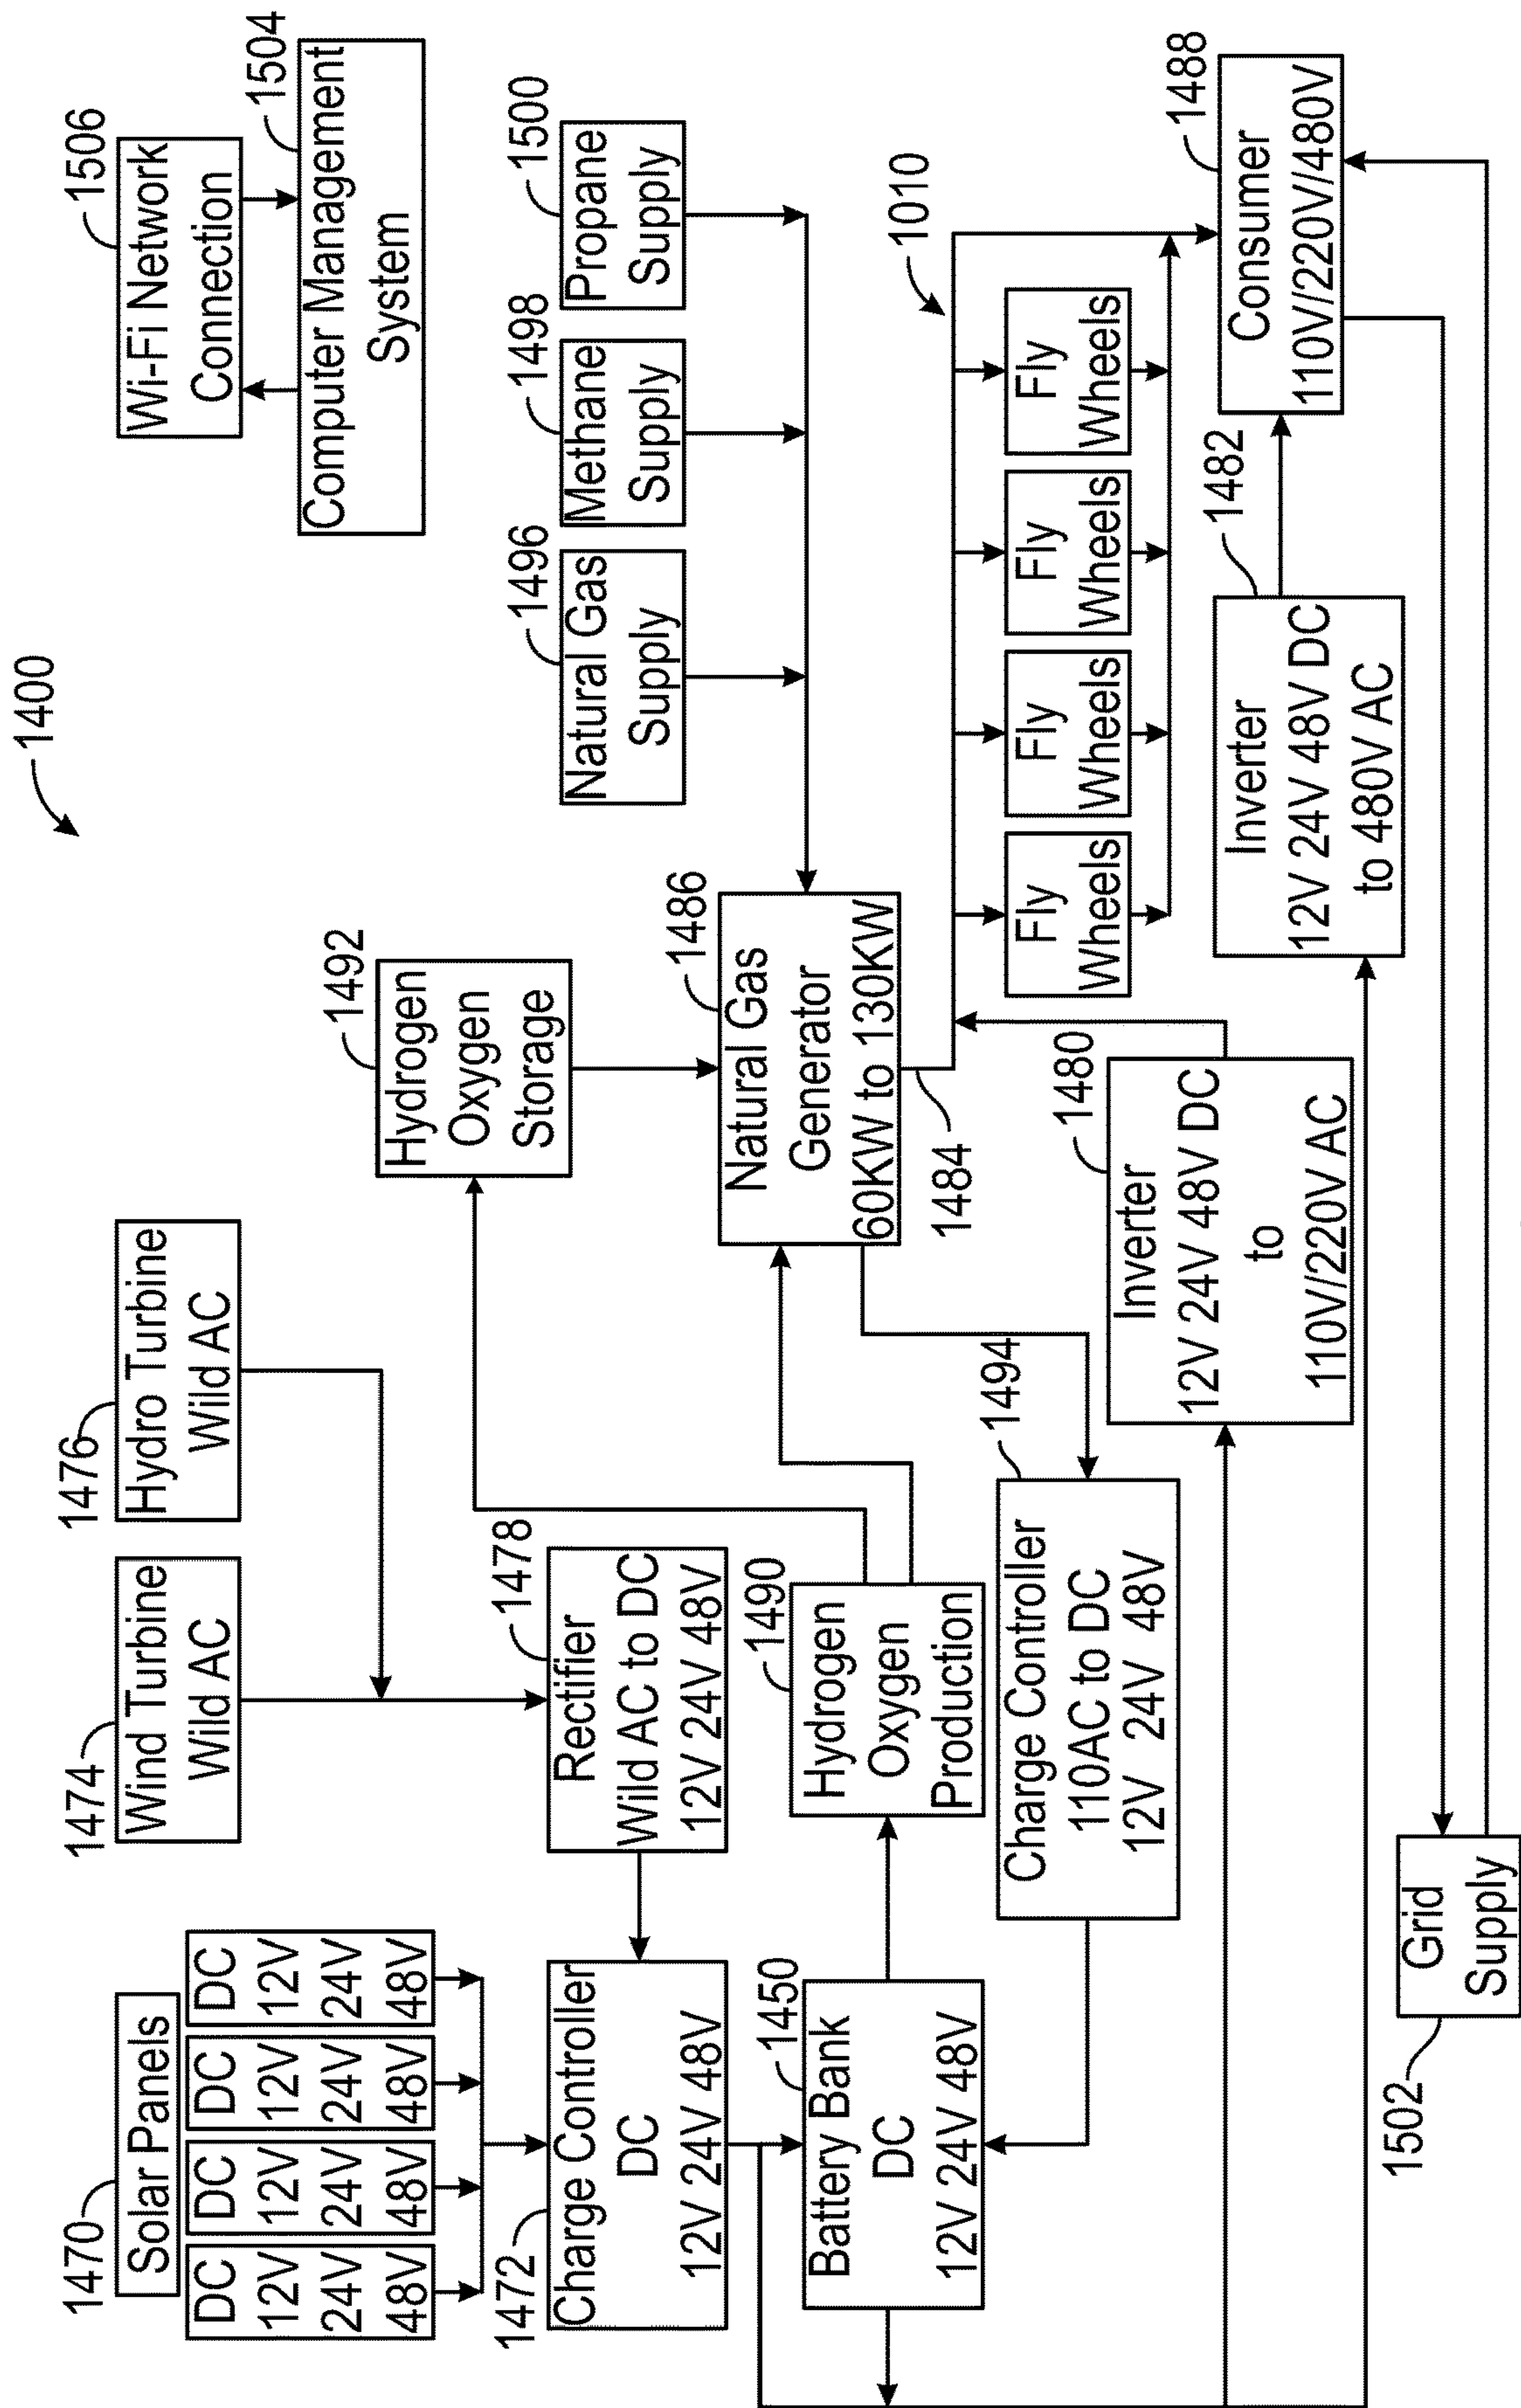 1400
1470
Solar Panels
DC
12V
24V
48V
DC
12V
24V
48V
DC
12V
24V
48V
DC
12V
24V
48V
1474
Wind Turbine
Wild AC
1476
Hydro Turbine
Wild AC
1506
Wi-Fi Network
Connection
1504
Computer Management
System
1472
Charge Controller
DC
12V 24V 48V
1478
Rectifier
Wild AC to DC
12V 24V 48V
1492
Hydrogen
Oxygen
Storage
1496
Natural Gas
Supply
1498
Methane
Supply
1500
Propane
Supply
1450
Battery Bank
DC
12V 24V 48V
1490
Hydrogen
Oxygen
Production
1486
Natural Gas
Generator
60KW to 130KW
1484
1494
Charge Controller
110AC to DC
12V 24V 48V
1010
Fly
Wheels
Fly
Wheels
Fly
Wheels
Fly
Wheels
1480
Inverter
12V 24V 48V DC
to
110V/220V AC
1482
Inverter
12V 24V 48V DC
to 480V AC
1488
Consumer
110V/220V/480V
1502
Grid
Supply